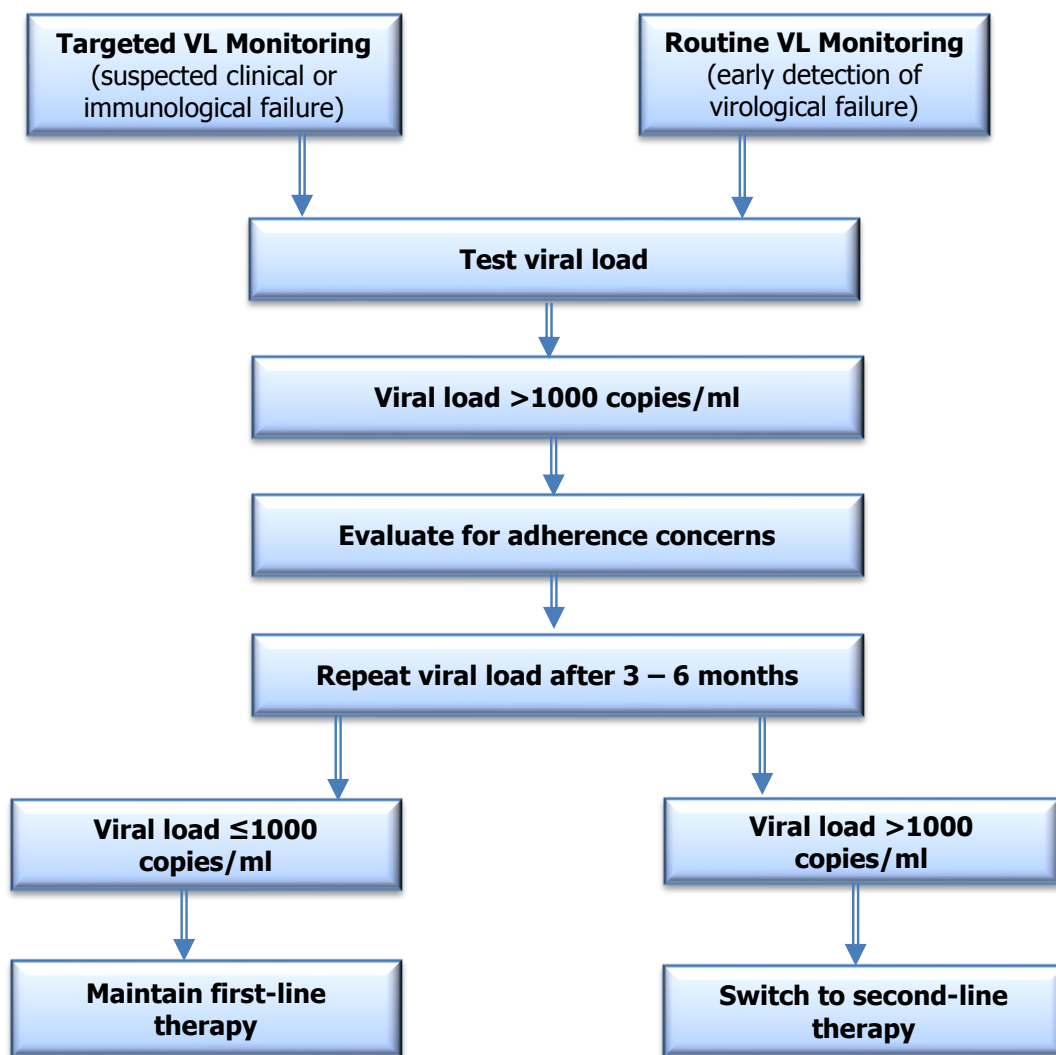 Targeted VL Monitoring
(suspected clinical or
immunological failure)
Routine VL Monitoring
(early detection of
virological failure)
Test viral load
Viral load >1000 copies/ml
Evaluate for adherence concerns
Repeat viral load after 3 – 6 months
Viral load ≤1000
copies/ml
Viral load >1000
copies/ml
Maintain first-line
therapy
Switch to second-line
therapy